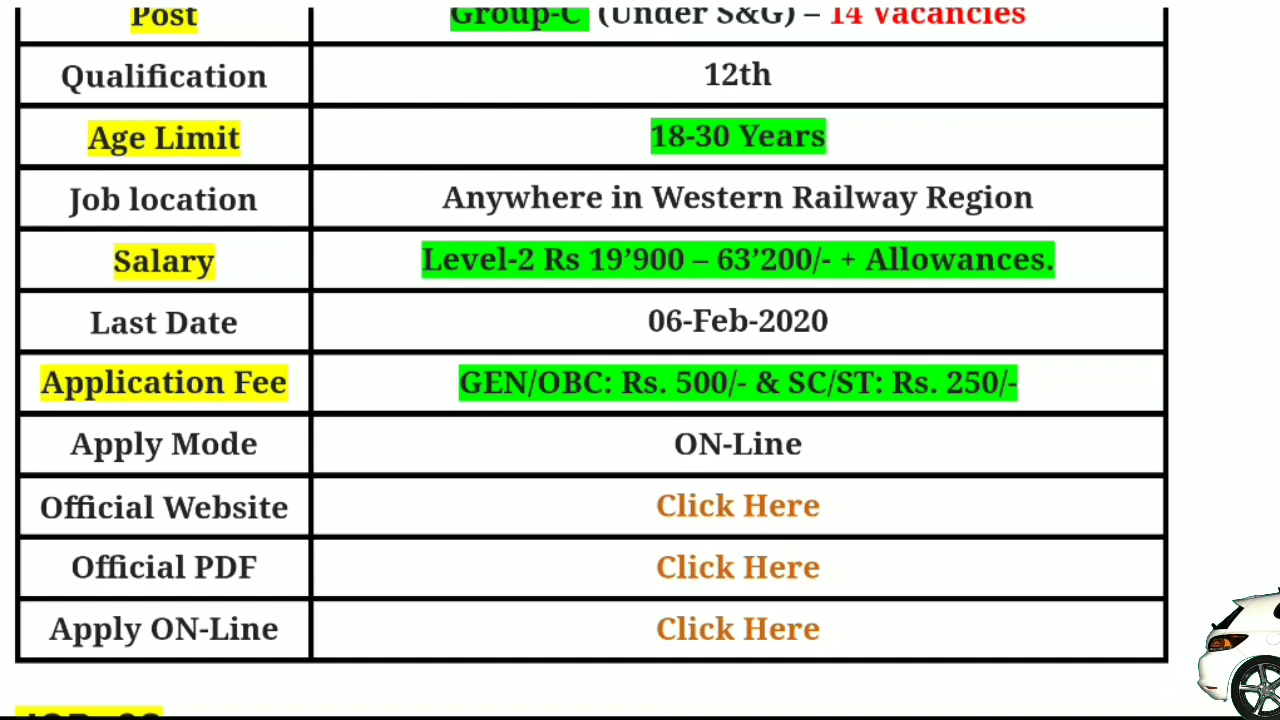 Post Group-C (Under S&G) – 14 Vacancies
Qualification 12th
Age Limit 18-30 Years
Job location Anywhere in Western Railway Region
Salary Level-2 Rs 19’900 – 63’200/- + Allowances.
Last Date 06-Feb-2020
Application Fee GEN/OBC: Rs. 500/- & SC/ST: Rs. 250/-
Apply Mode ON-Line
Official Website Click Here
Official PDF Click Here
Apply ON-Line Click Here